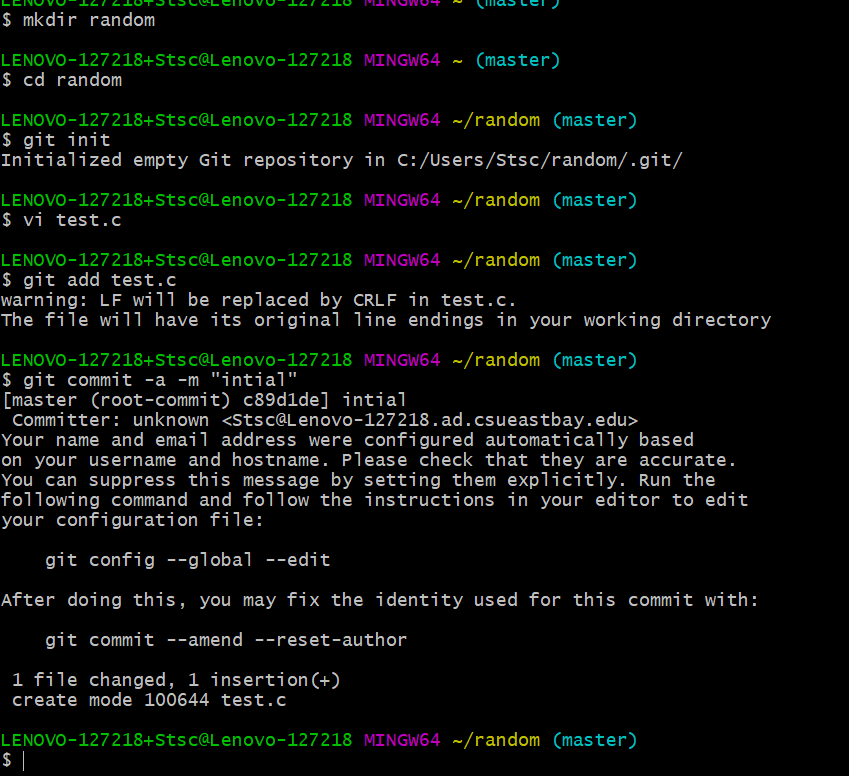 LENOVO-127218+Stsc@Lenovo-127218 MINGW64 ~ (master)
$ mkdir random
LENOVO-127218+Stsc@Lenovo-127218 MINGW64 ~ (master)
$ cd random
LENOVO-127218+Stsc@Lenovo-127218 MINGW64 ~/random (master)
$ git init
Initialized empty Git repository in C:/Users/Stsc/random/.git/
LENOVO-127218+Stsc@Lenovo-127218 MINGW64 ~/random (master)
$ vi test.c
LENOVO-127218+Stsc@Lenovo-127218 MINGW64 ~/random (master)
$ git add test.c
warning: LF will be replaced by CRLF in test.c.
The file will have its original line endings in your working directory
LENOVO-127218+Stsc@Lenovo-127218 MINGW64 ~/random (master)
$ git commit -a -m "intial"
[master (root-commit) c89d1de] intial
 Committer: unknown <Stsc@Lenovo-127218.ad.csueastbay.edu>
Your name and email address were configured automatically based
on your username and hostname. Please check that they are accurate.
You can suppress this message by setting them explicitly. Run the
following command and follow the instructions in your editor to edit
your configuration file:
    git config --global --edit
After doing this, you may fix the identity used for this commit with:
    git commit --amend --reset-author
 1 file changed, 1 insertion(+)
 create mode 100644 test.c
LENOVO-127218+Stsc@Lenovo-127218 MINGW64 ~/random (master)
$